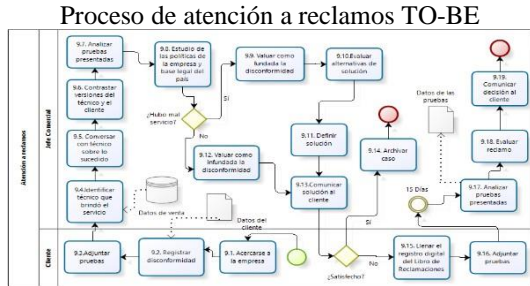 Proceso de atención a reclamos TO-BE
Atención a reclamos
Jefe Comercial
Cliente
9.7. Analizar
pruebas
presentadas
9.8. Estudio de
las políticas de
la empresa y
base legal del
país
9.9. Valuar como
fundada la
disconformidad
9.10.Evaluar
alternativas de
solución
9.19.
Comunicar
decisión al
cliente
9.6. Contrastar
versiones del
técnico y el
cliente
¿Hubo mal
servicio?
Si
No
Datos de las
pruebas
9.5. Conversar
con técnico
sobre lo
sucedido
9.11. Definir
solución
9.14. Archivar
caso
9.18. Evaluar
reclamo
9.12. Valuar como
infundada la
disconformidad
9.4.Identificar
técnico que
brindó el
servicio
Datos de venta
9.13.Comunicar
solución al
cliente
Si
15 Días
9.17. Analizar
pruebas
presentadas
Datos del
cliente
9.2.Adjuntar
pruebas
9.2. Registrar
disconformidad
9.1. Acercarse a
la empresa
¿Satisfecho?
No
9.15. Llenar el
registro digital
del Libro de
Reclamaciones
9.16. Adjuntar
pruebas